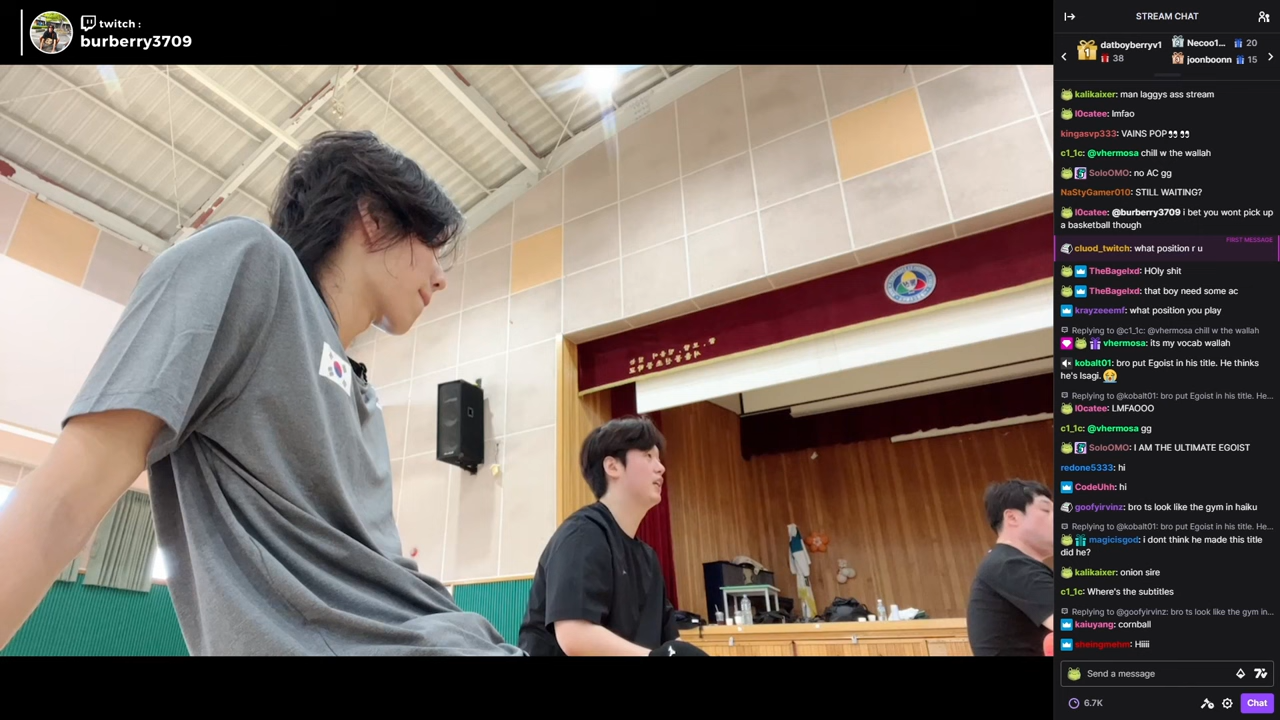 twitch :
burberry3709
STREAM CHAT
datboyberryv1
38
Necoo1... 20
joonboonn 15
kalikaixer: man laggys ass stream
l0catee: lmfao
kingasvp333: VAINS POP👀👀
c1_1c: @vhermosa chill w the wallah
SoloOMO: no AC gg
NaStyGamer010: STILL WAITING?
l0catee: @burberry3709 i bet you wont pick up
a basketball though
FIRST MESSAGE
cluod_twitch: what position r u
TheBagelxd: HOly shit
TheBagelxd: that boy need some ac
krayzeeemf: what position you play
Replying to @c1_1c: @vhermosa chill w the wallah
vhermosa: its my vocab wallah
kobalt01: bro put Egoist in his title. He thinks
he's Isagi. 😭
Replying to @kobalt01: bro put Egoist in his title. He...
l0catee: LMFAOOO
c1_1c: @vhermosa gg
SoloOMO: I AM THE ULTIMATE EGOIST
redone5333: hi
CodeUhh: hi
goofyirvinz: bro ts look like the gym in haiku
Replying to @kobalt01: bro put Egoist in his title. He...
magicisgod: i dont think he made this title
did he?
kalikaixer: onion sire
c1_1c: Where's the subtitles
Replying to @goofyirvinz: bro ts look like the gym in...
kaiuyang: cornball
sheingmehm: Hiiii
Send a message
6.7K
Chat